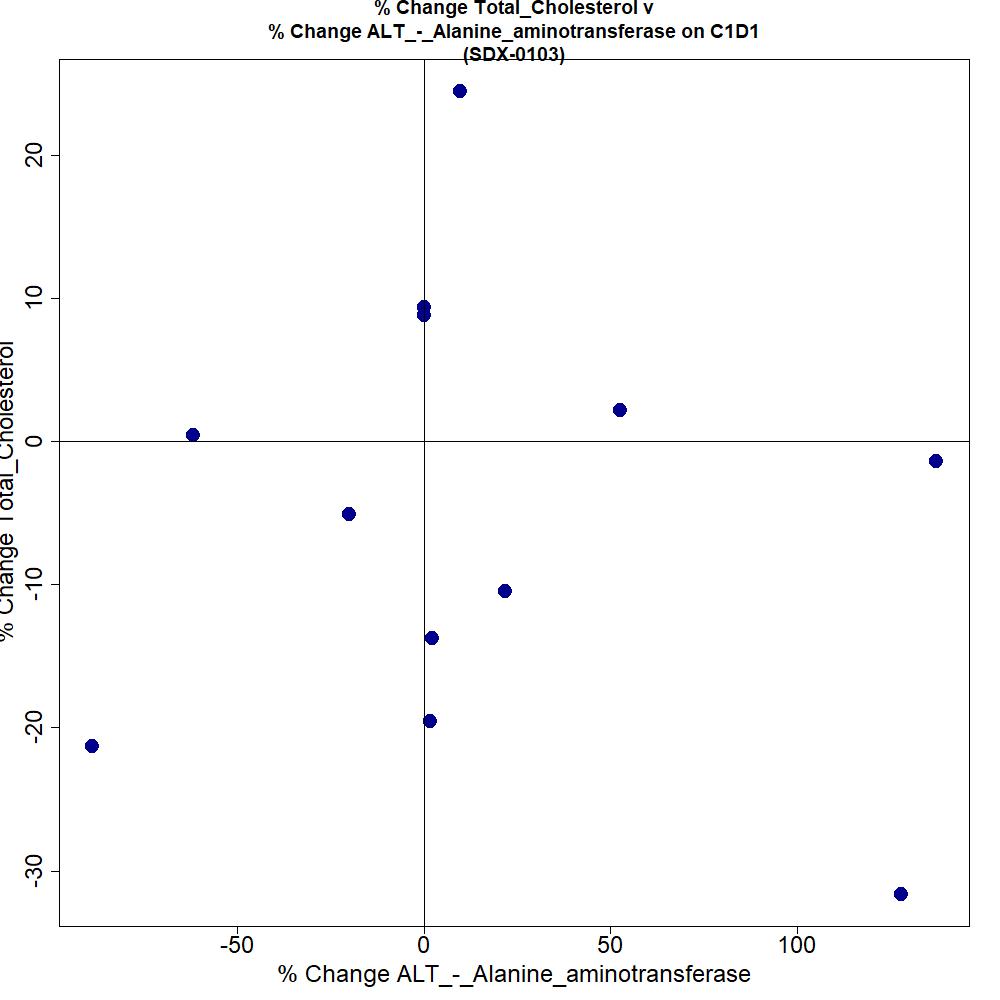 % Change Total_Cholesterol v
% Change ALT_-_Alanine_aminotransferase on C1D1
(SDX-0103)
% Change Total_Cholesterol
20
10
0
-10
-20
-30
-50
0
50
100
% Change ALT_-_Alanine_aminotransferase